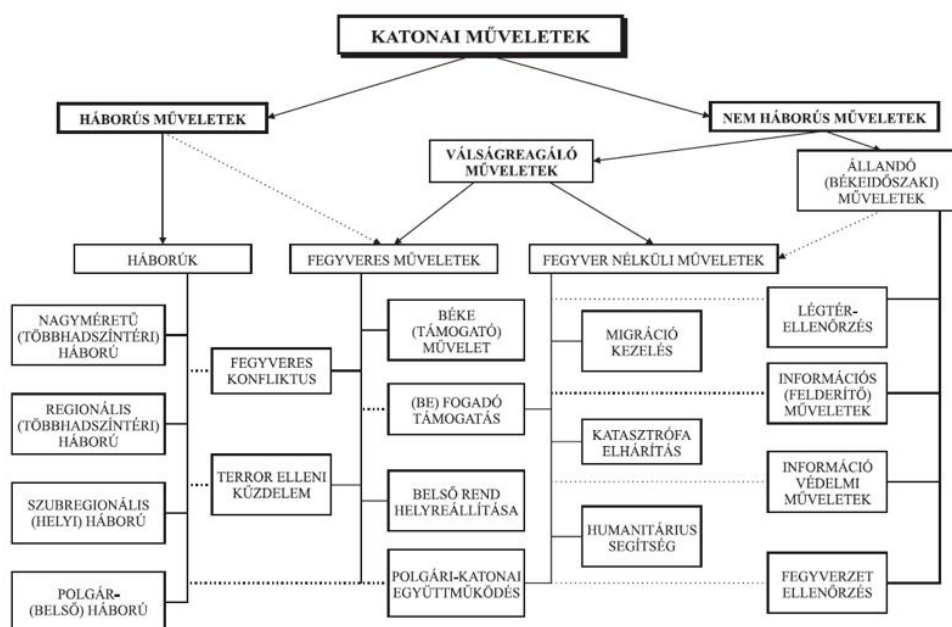 KATONAI MŰVELETEK
HÁBORÚS MŰVELETEK
NEM HÁBORÚS MŰVELETEK
VÁLSÁGREAGÁLÓ
MŰVELETEK
ÁLLANDÓ
(BÉKEIDŐSZAKI)
MŰVELETEK
HÁBORÚK
FEGYVERES MŰVELETEK
FEGYVER NÉLKÜLI MŰVELETEK
NAGYMÉRETŰ
(TÖBBHADSZÍNTÉRI)
HÁBORÚ
REGIONÁLIS
(TÖBBHADSZÍNTÉRI)
HÁBORÚ
SZUBREGIONÁLIS
(HELYI) HÁBORÚ
POLGÁR-
(BELSŐ) HÁBORÚ
FEGYVERES
KONFLIKTUS
TERROR ELLENI
KÜZDELEM
BÉKE
(TÁMOGATÓ)
MŰVELET
(BE) FOGADÓ
TÁMOGATÁS
BELSŐ REND
HELYREÁLLÍTÁSA
POLGÁRI-KATONAI
EGYÜTTMŰKÖDÉS
MIGRÁCIÓ
KEZELÉS
KATASZTRÓFA
ELHÁRÍTÁS
HUMANITÁRIUS
SEGÍTSÉG
LÉGTÉR-
ELLENŐRZÉS
INFORMÁCIÓS
(FELDERÍTŐ)
MŰVELETEK
INFORMÁCIÓ
VÉDELMI
MŰVELETEK
FEGYVERZET
ELLENŐRZÉS